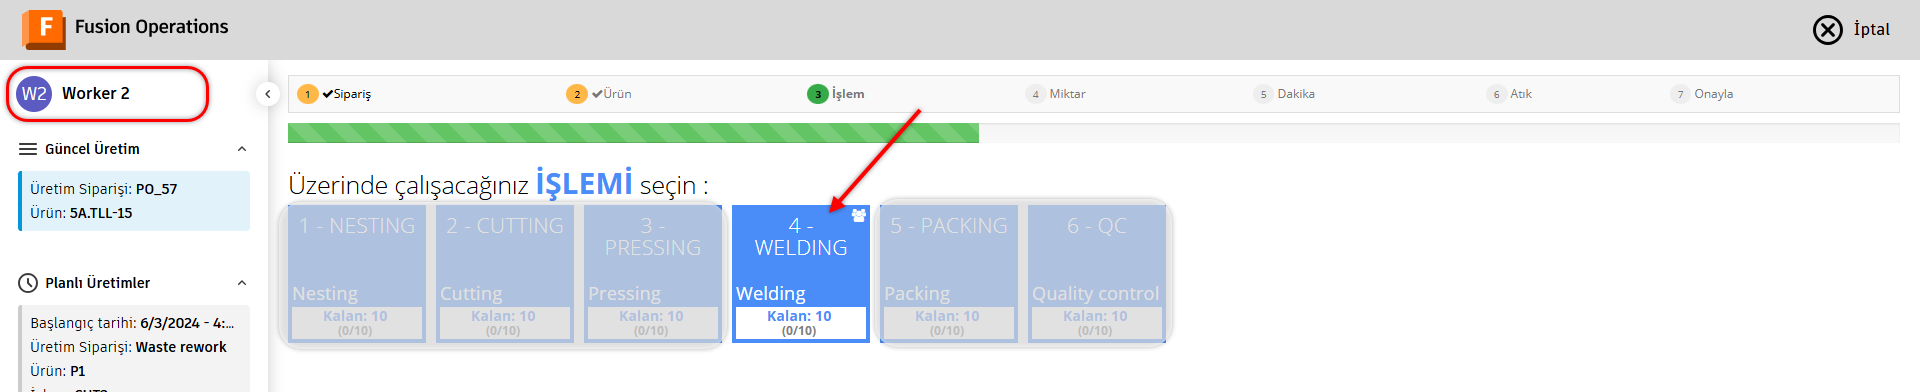 F Fusion Operations
İptal
W2 Worker 2
Güncel Üretim
Üretim Siparişi: PO_57
Ürün: 5A.TLL-15
Planlı Üretimler
Başlangıç tarihi: 6/3/2024 - 4:...
Üretim Siparişi: Waste rework
Ürün: P1
1 Sipariş
2 Ürün
3 İşlem
4 Miktar
5 Dakika
6 Atık
7 Onayla
Üzerinde çalışacağınız İŞLEMİ seçin :
1 - NESTING
Nesting
Kalan: 10
(0/10)
2 - CUTTING
Cutting
Kalan: 10
(0/10)
3 -
PRESSING
Pressing
Kalan: 10
(0/10)
4 -
WELDING
Welding
Kalan: 10
(0/10)
5 - PACKING
Packing
Kalan: 10
(0/10)
6 - QC
Quality control
Kalan: 10
(0/10)